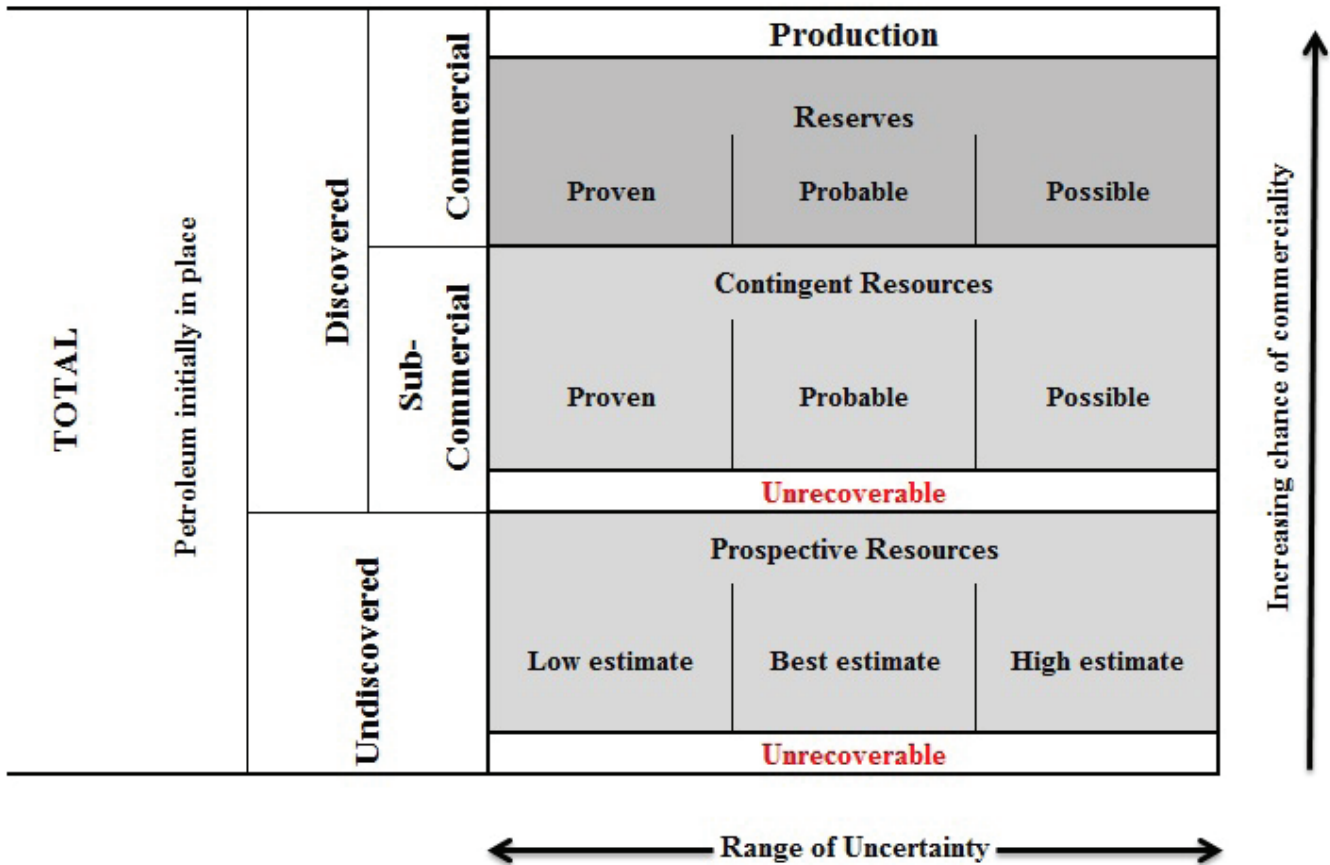 TOTAL
Petroleum initially in place
Discovered
Undiscovered
Commercial
Sub-
Commercial
Production
Reserves
Proven
Probable
Possible
Contingent Resources
Proven
Probable
Possible
Unrecoverable
Prospective Resources
Low estimate
Best estimate
High estimate
Unrecoverable
Increasing chance of commerciality
Range of Uncertainty